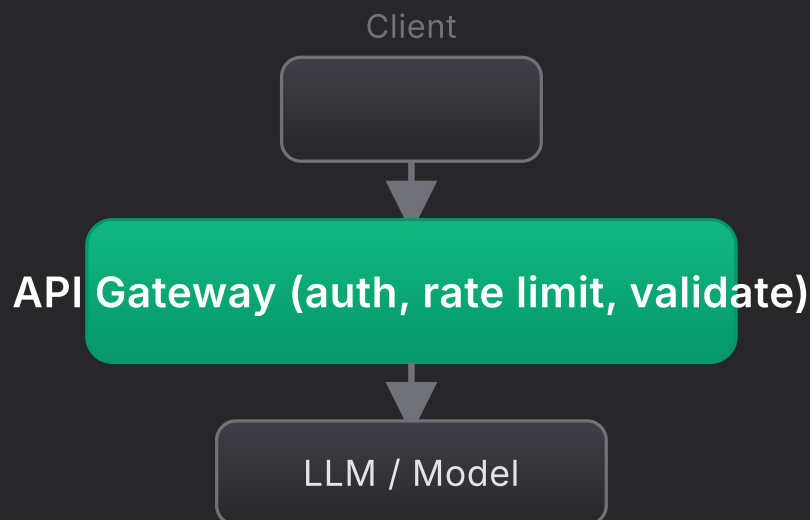 Client
API Gateway (auth, rate limit, validate)
LLM / Model